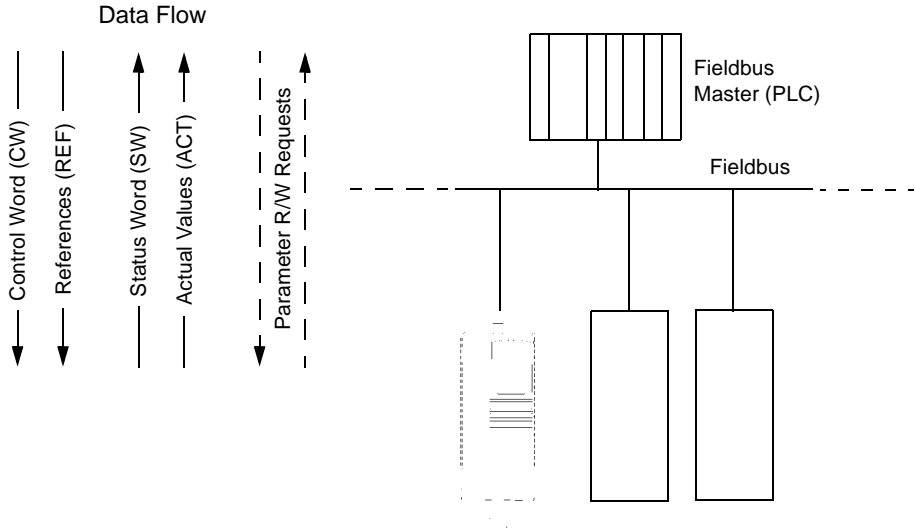 Data Flow
Control Word (CW)
References (REF)
Status Word (SW)
Actual Values (ACT)
Parameter R/W Requests
Fieldbus
Master (PLC)
Fieldbus